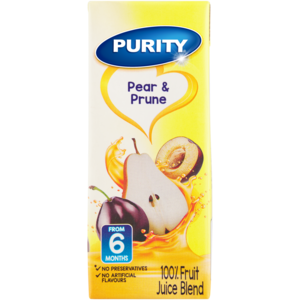 PURITY
Pear &
Prune
FROM
6
MONTHS
NO PRESERVATIVES
NO ARTIFICIAL
FLAVOURS
100% Fruit
Juice Blend